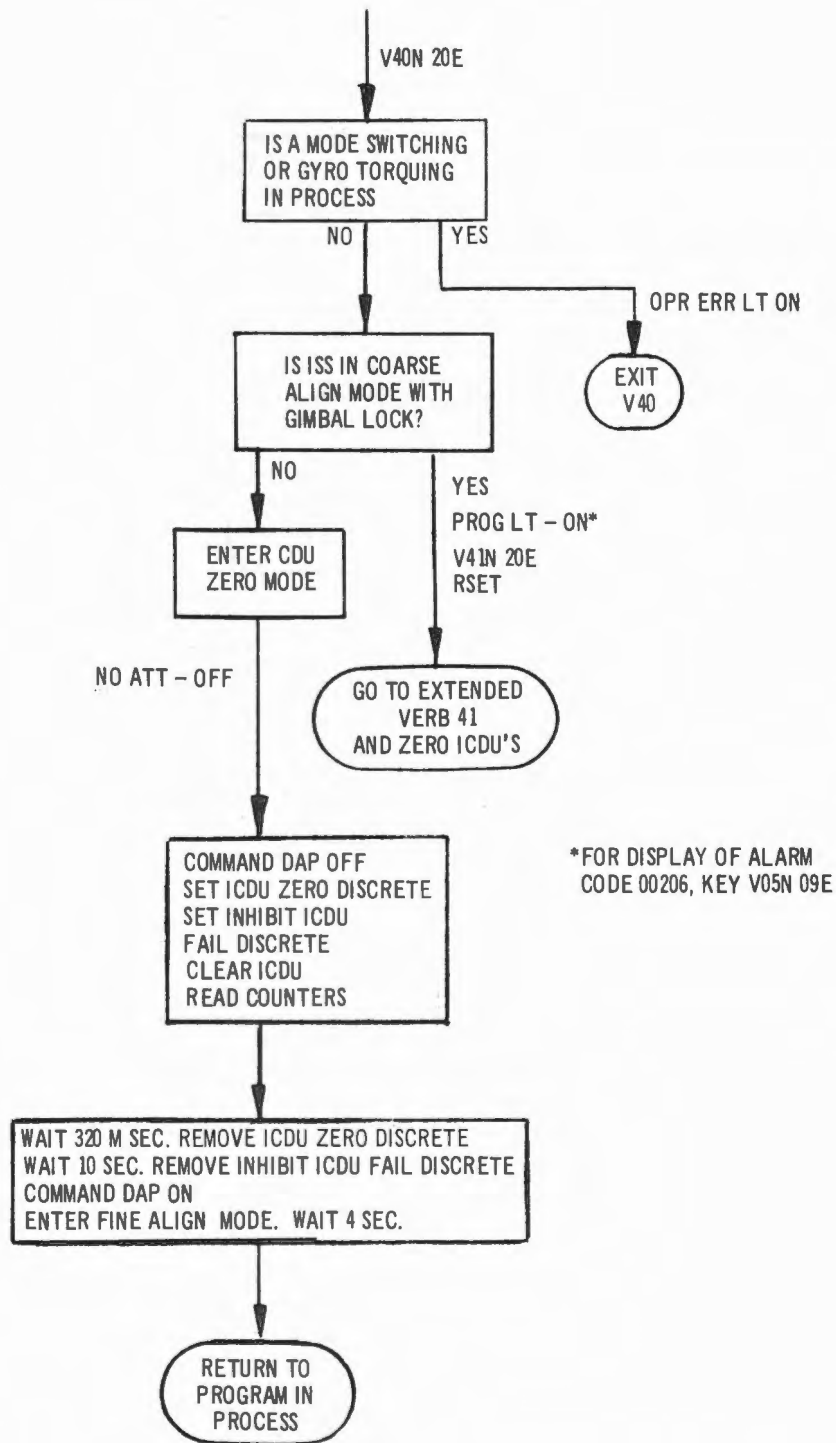 V40N 20E
IS A MODE SWITCHING
OR GYRO TORQUING
IN PROCESS
NO
YES
OPR ERR LT ON
EXIT
V40
IS ISS IN COARSE
ALIGN MODE WITH
GIMBAL LOCK?
NO
YES
PROG LT - ON*
V41N 20E
RSET
ENTER CDU
ZERO MODE
NO ATT - OFF
GO TO EXTENDED
VERB 41
AND ZERO ICDU'S
*FOR DISPLAY OF ALARM
CODE 00206, KEY V05N 09E
COMMAND DAP OFF
SET ICDU ZERO DISCRETE
SET INHIBIT ICDU
FAIL DISCRETE
CLEAR ICDU
READ COUNTERS
WAIT 320 M SEC. REMOVE ICDU ZERO DISCRETE
WAIT 10 SEC. REMOVE INHIBIT ICDU FAIL DISCRETE
COMMAND DAP ON
ENTER FINE ALIGN MODE. WAIT 4 SEC.
RETURN TO
PROGRAM IN
PROCESS